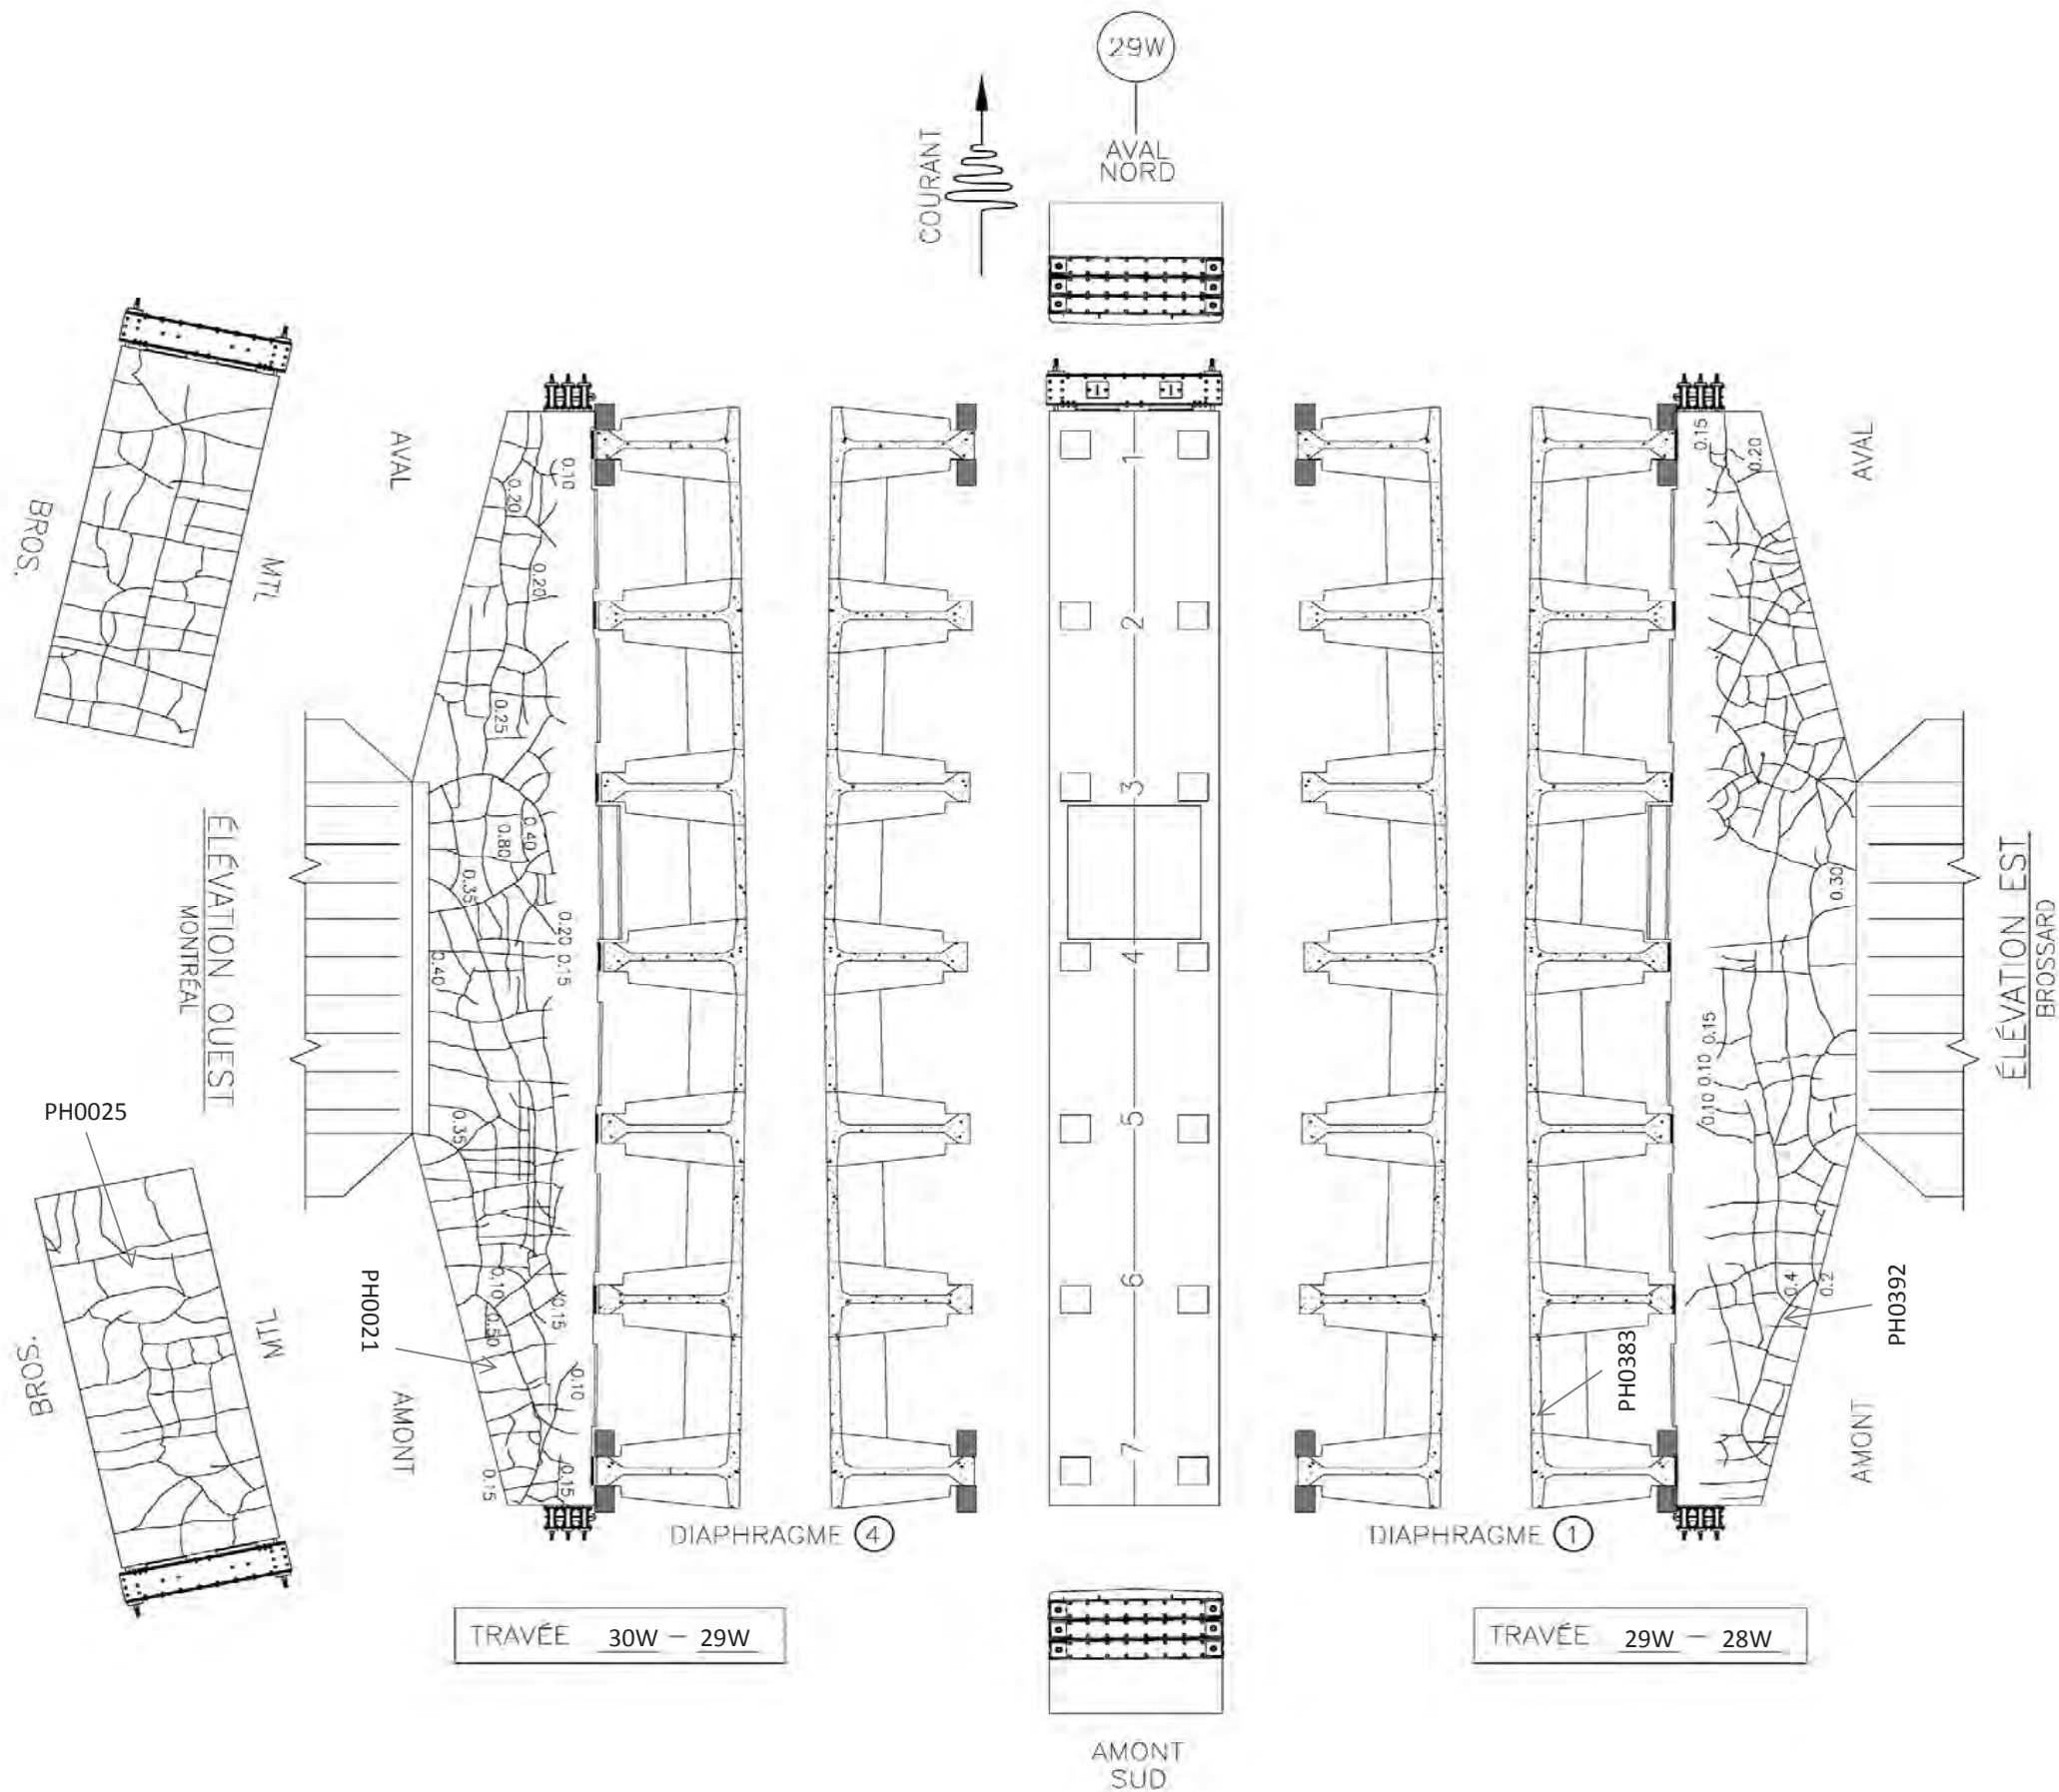 29W
AVAL
NORD
COURANT
BROS.
MTL
AVAL
ÉLÉVATION OUEST
MONTRÉAL
0.10
0.20
0.20
0.25
0.40
0.80
0.35
0.20
0.15
0.40
0.35
0.10
0.50
0.15
0.10
0.15
0.15
PH0025
PH0021
BROS.
MTL
AMONT
DIAPHRAGME 4
TRAVÉE 30W – 29W
1
2
3
4
5
6
7
AMONT
SUD
DIAPHRAGME 1
TRAVÉE 29W – 28W
PH0383
0.15
0.20
0.30
0.15
0.10
0.10
0.4
0.2
PH0392
AVAL
AMONT
ÉLÉVATION EST
BROSSARD